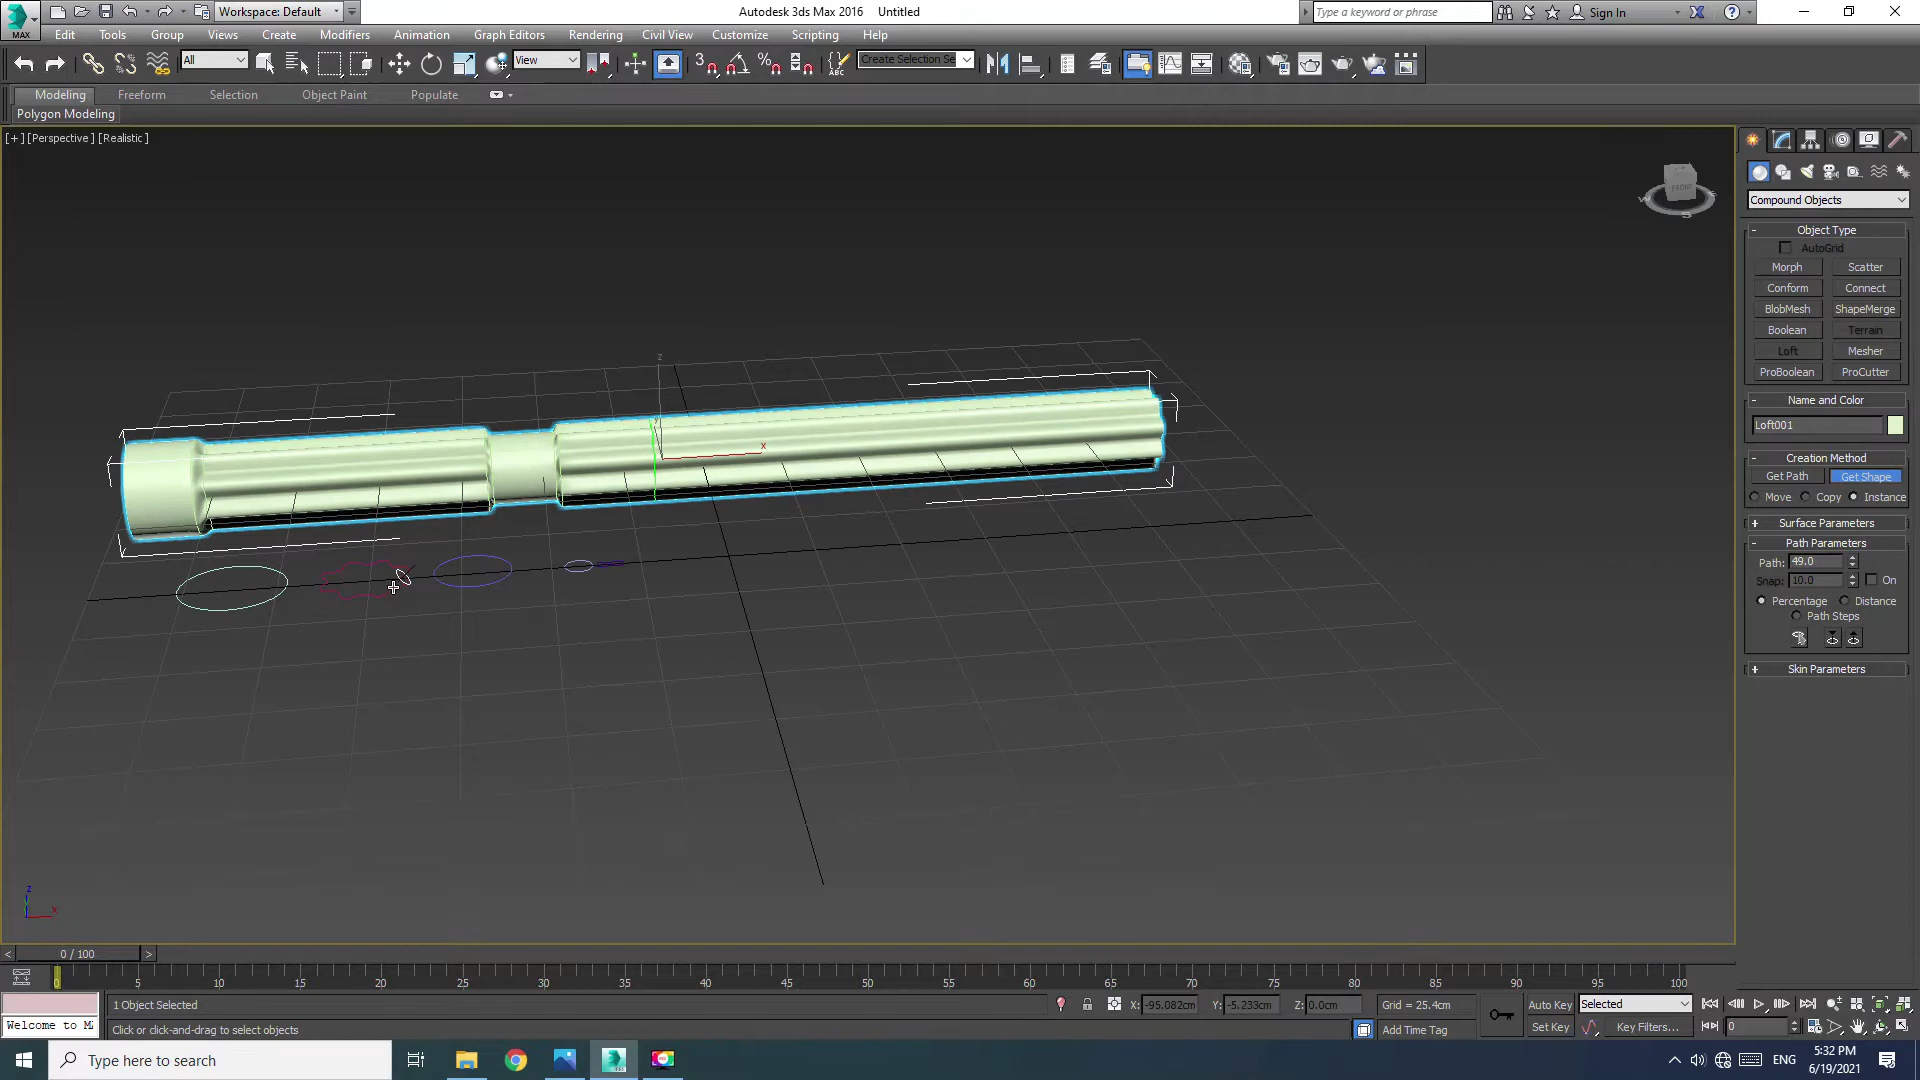 Workspace: Default
Autodesk 3ds Max 2016 Untitled
Type a keyword or phrase
Sign In
MAX
Edit Tools Group Views Create Modifiers Animation Graph Editors Rendering Civil View Customize Scripting Help
All
View
3
ABC
Create Selection Se
Modeling Freeform Selection Object Paint Populate
Polygon Modeling
[+] [Perspective ] [Realistic ]
FRONT
W
S
Compound Objects
- Object Type
AutoGrid
Morph Scatter
Conform Connect
BlobMesh ShapeMerge
Boolean Terrain
Loft Mesher
ProBoolean ProCutter
- Name and Color
Loft001
- Creation Method
Get Path Get Shape
Move Copy Instance
+ Surface Parameters
- Path Parameters
Path: 49.0
Snap: 10.0 On
Percentage Distance
Path Steps
+ Skin Parameters
z
x
z
x
< 0 / 100 >
0 5 10 15 20 25 30 35 40 45 50 55 60 65 70 75 80 85 90 95 100
1 Object Selected
X: -95.082cm Y: -5.233cm Z: 0.0cm Grid = 25.4cm
Auto Key Selected
Welcome to M
Click or click-and-drag to select objects
Add Time Tag
Set Key Key Filters... 0
Type here to search
ENG
5:32 PM
6/19/2021